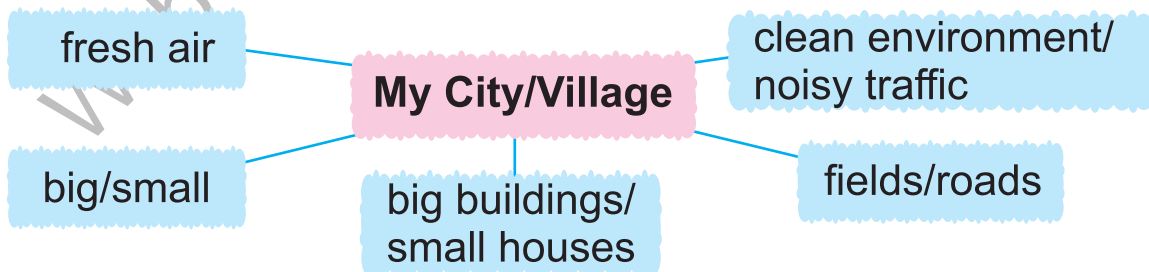 fresh air
My City/Village
clean environment/
noisy traffic
big/small
big buildings/
small houses
fields/roads